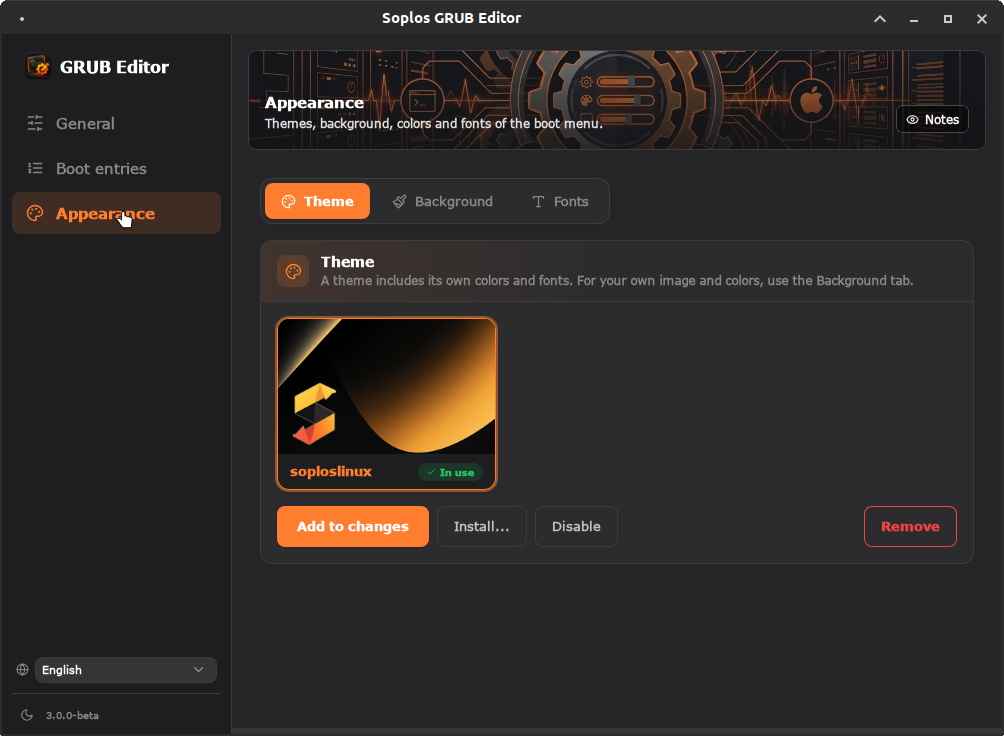 Soplos GRUB Editor
GRUB Editor
General
Boot entries
Appearance
English
3.0.0-beta
Appearance
Themes, background, colors and fonts of the boot menu.
Notes
Theme
Background
Fonts
Theme
A theme includes its own colors and fonts. For your own image and colors, use the Background tab.
soploslinux
In use
Add to changes
Install...
Disable
Remove